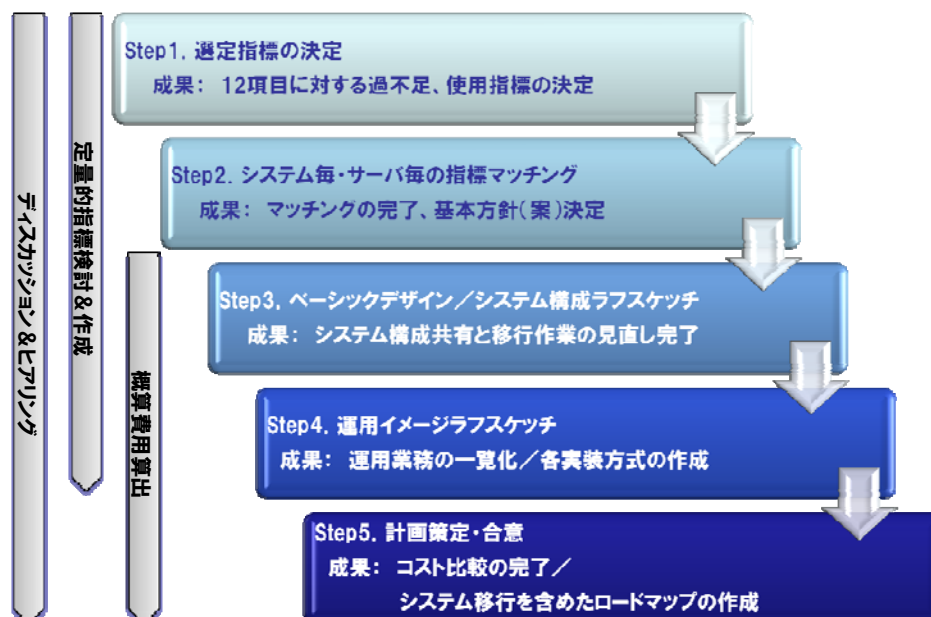 Step1. 選定指標の決定
成果： 12項目に対する過不足、使用指標の決定
Step2. システム毎・サーバ毎の指標マッチング
成果： マッチングの完了、基本方針（案）決定
Step3. ベーシックデザイン／システム構成ラフスケッチ
成果： システム構成共有と移行作業の見直し完了
Step4. 運用イメージラフスケッチ
成果： 運用業務の一覧化／各実装方式の作成
Step5. 計画策定・合意
成果： コスト比較の完了／
システム移行を含めたロードマップの作成
ディスカッション＆ヒアリング
定量的指標検討＆作成
概算費用算出